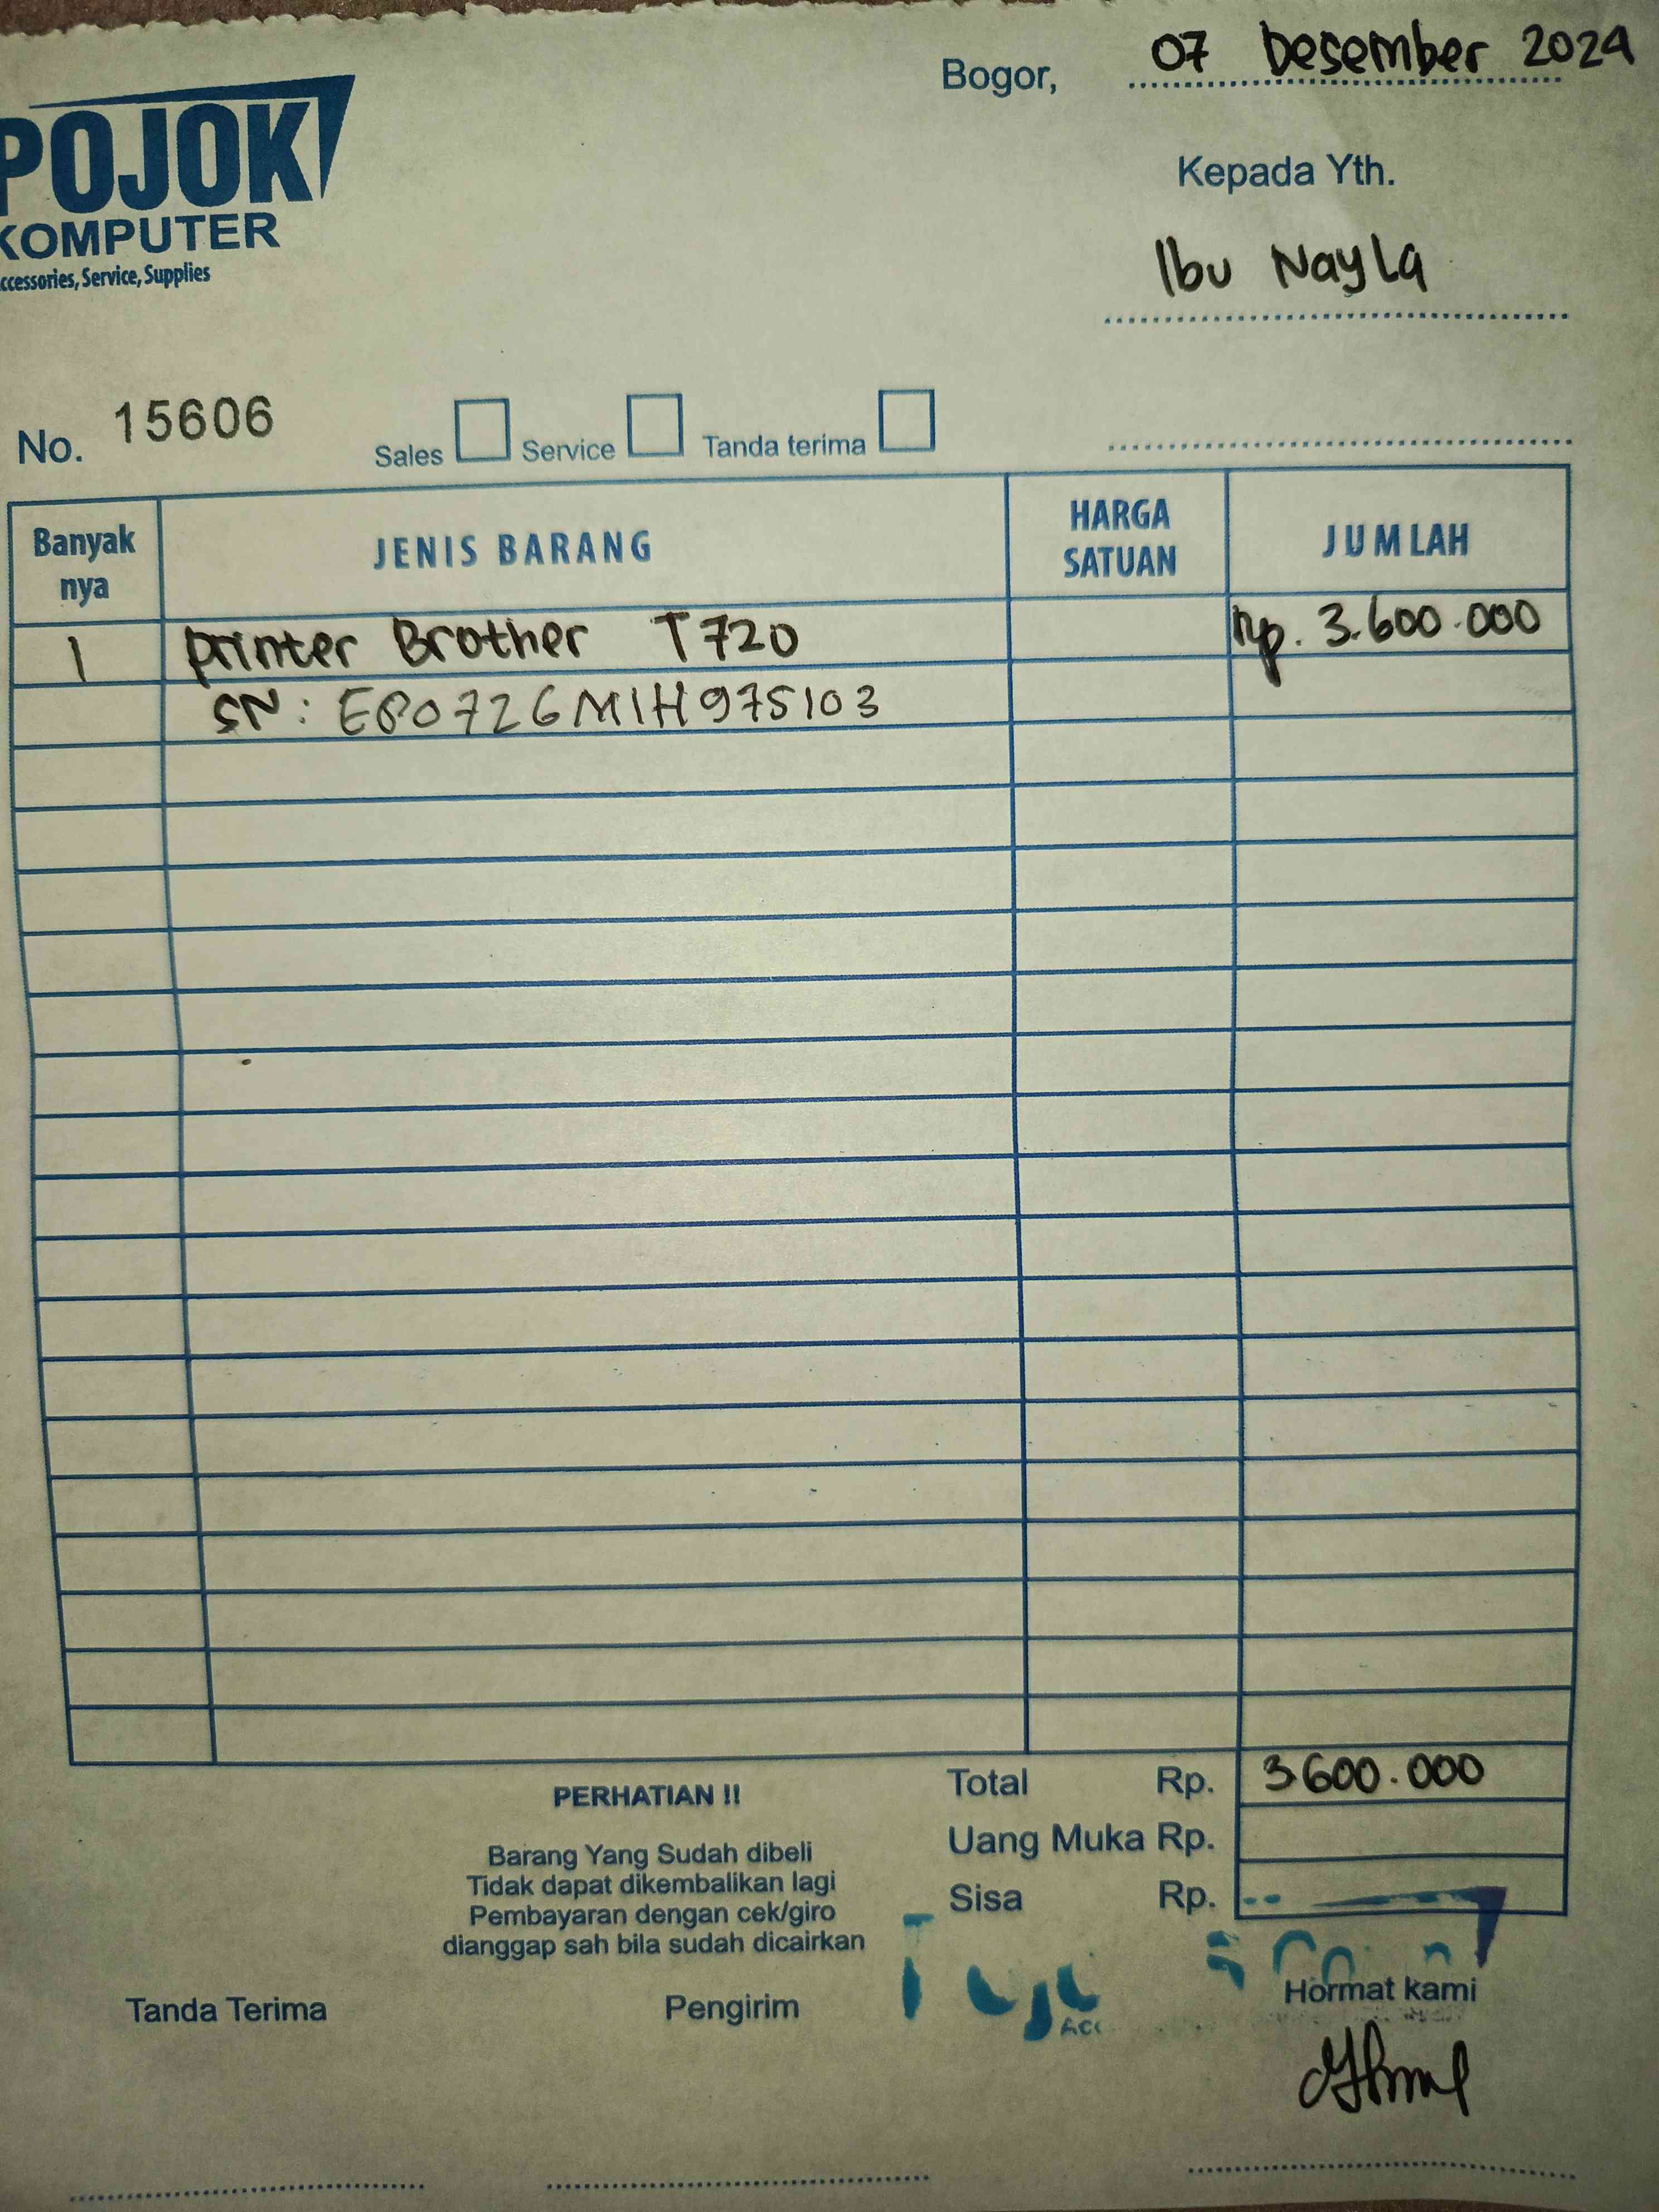 Bogor, 07 Desember 2024
POJOK
KOMPUTER
Accessories, Service, Supplies
Kepada Yth.
Ibu Nayla
No. 15606
Sales Service Tanda terima
Banyak nya JENIS BARANG HARGA SATUAN JUMLAH
1 printer Brother T720 Rp. 3.600.000
SN: E80726M1H975103
Total Rp. 3600.000
Uang Muka Rp.
Sisa Rp.
PERHATIAN !!
Barang Yang Sudah dibeli
Tidak dapat dikembalikan lagi
Pembayaran dengan cek/giro
dianggap sah bila sudah dicairkan
Tanda Terima Pengirim Hormat kami